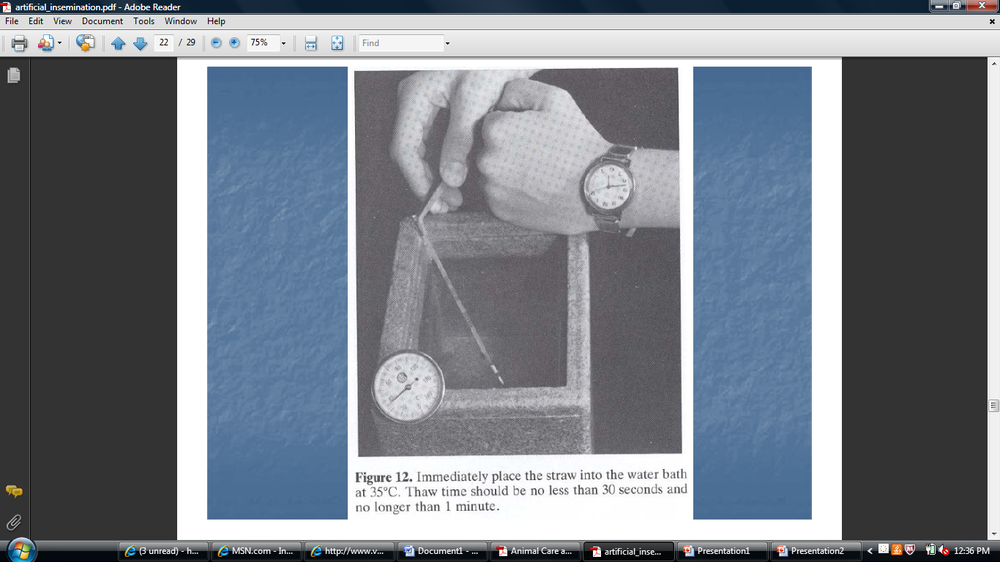 artificial_insemination.pdf - Adobe Reader
File Edit View Document Tools Window Help
22 / 29 75% Find
Figure 12. Immediately place the straw into the water bath
at 35°C. Thaw time should be no less than 30 seconds and
no longer than 1 minute.
(3 unread) - h... MSN.com - In... http://www.v... Document1 - ... Animal Care a... artificial_inse... Presentation1 Presentation2 12:36 PM